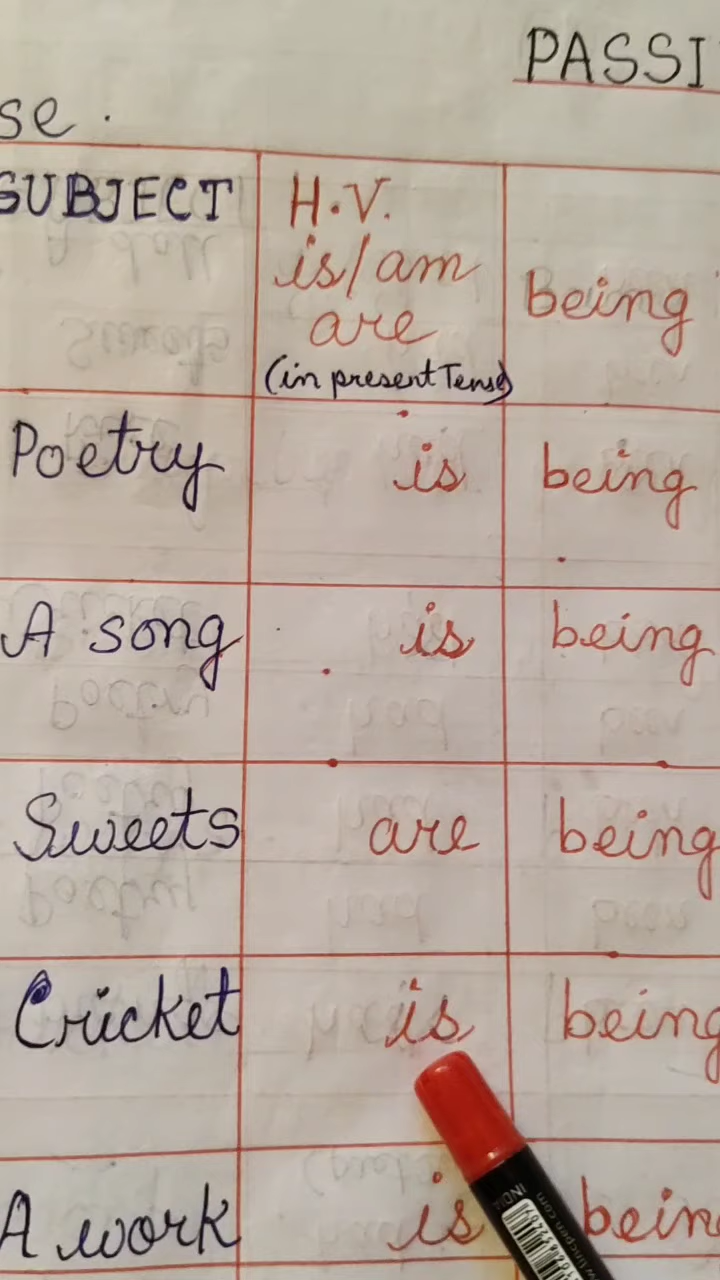 PASSI
se.
SUBJECT H.V. is/am are (in present Tense) being
Poetry is being
A song is being
Sweets are being
Cricket is being
A work is bein
INDIA